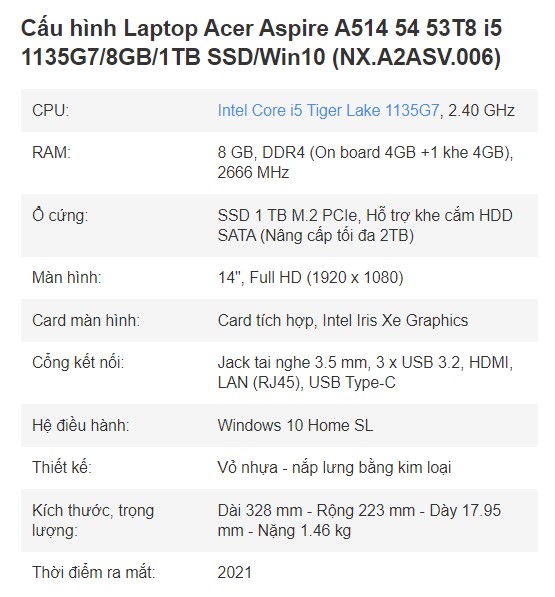 Cấu hình Laptop Acer Aspire A514 54 53T8 i5
1135G7/8GB/1TB SSD/Win10 (NX.A2ASV.006)
CPU: Intel Core i5 Tiger Lake 1135G7, 2.40 GHz
RAM: 8 GB, DDR4 (On board 4GB +1 khe 4GB),
2666 MHz
Ổ cứng: SSD 1 TB M.2 PCIe, Hỗ trợ khe cắm HDD
SATA (Nâng cấp tối đa 2TB)
Màn hình: 14", Full HD (1920 x 1080)
Card màn hình: Card tích hợp, Intel Iris Xe Graphics
Cổng kết nối: Jack tai nghe 3.5 mm, 3 x USB 3.2, HDMI,
LAN (RJ45), USB Type-C
Hệ điều hành: Windows 10 Home SL
Thiết kế: Vỏ nhựa - nắp lưng bằng kim loại
Kích thước, trọng Dài 328 mm - Rộng 223 mm - Dày 17.95
lượng: mm - Nặng 1.46 kg
Thời điểm ra mắt: 2021